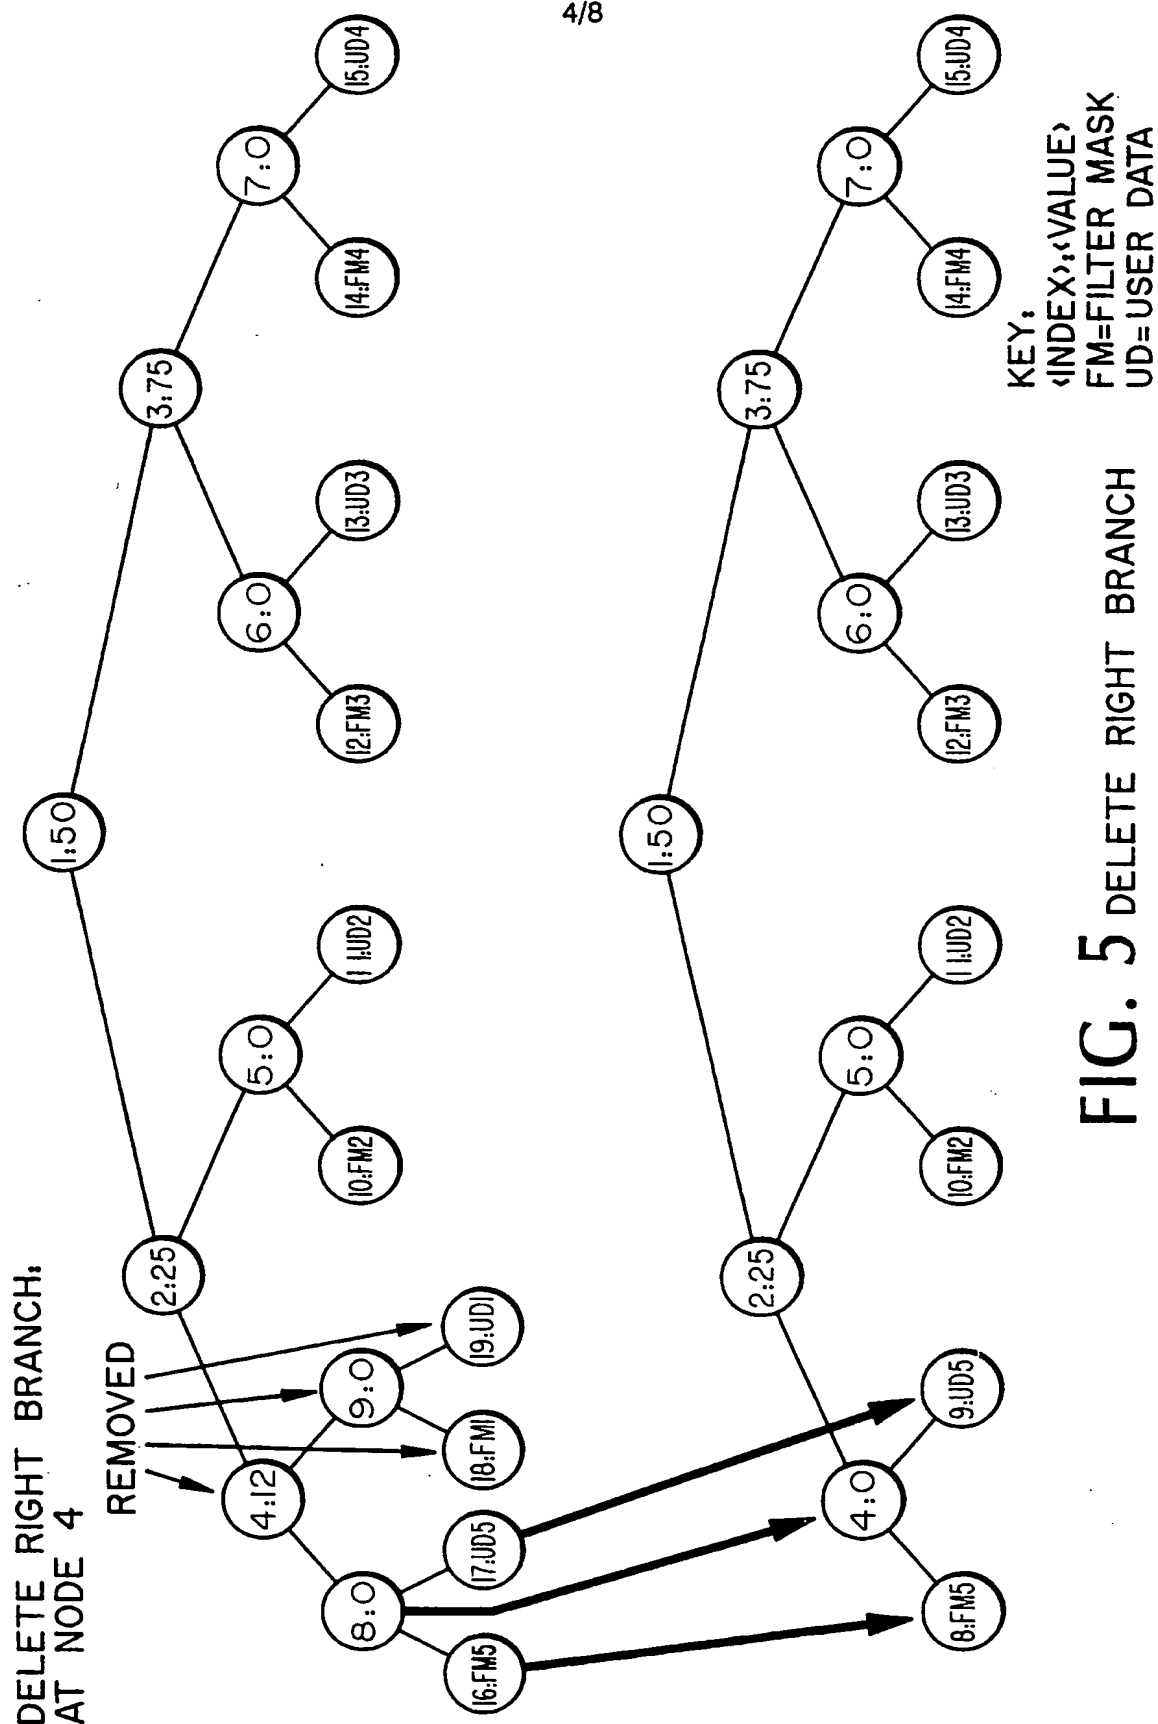 4/8
DELETE RIGHT BRANCH:
AT NODE 4
REMOVED
1:50
2:25
3:75
4:12
5:0
6:0
7:0
8:0
9:0
10:FM2
11:UD2
12:FM3
13:UD3
14:FM4
15:UD4
16:FM5
17:UD5
18:FM1
19:UD1
1:50
2:25
3:75
4:0
5:0
6:0
7:0
8:FM5
9:UD5
10:FM2
11:UD2
12:FM3
13:UD3
14:FM4
15:UD4
KEY:
<INDEX>:<VALUE>
FM=FILTER MASK
UD=USER DATA
FIG. 5 DELETE RIGHT BRANCH